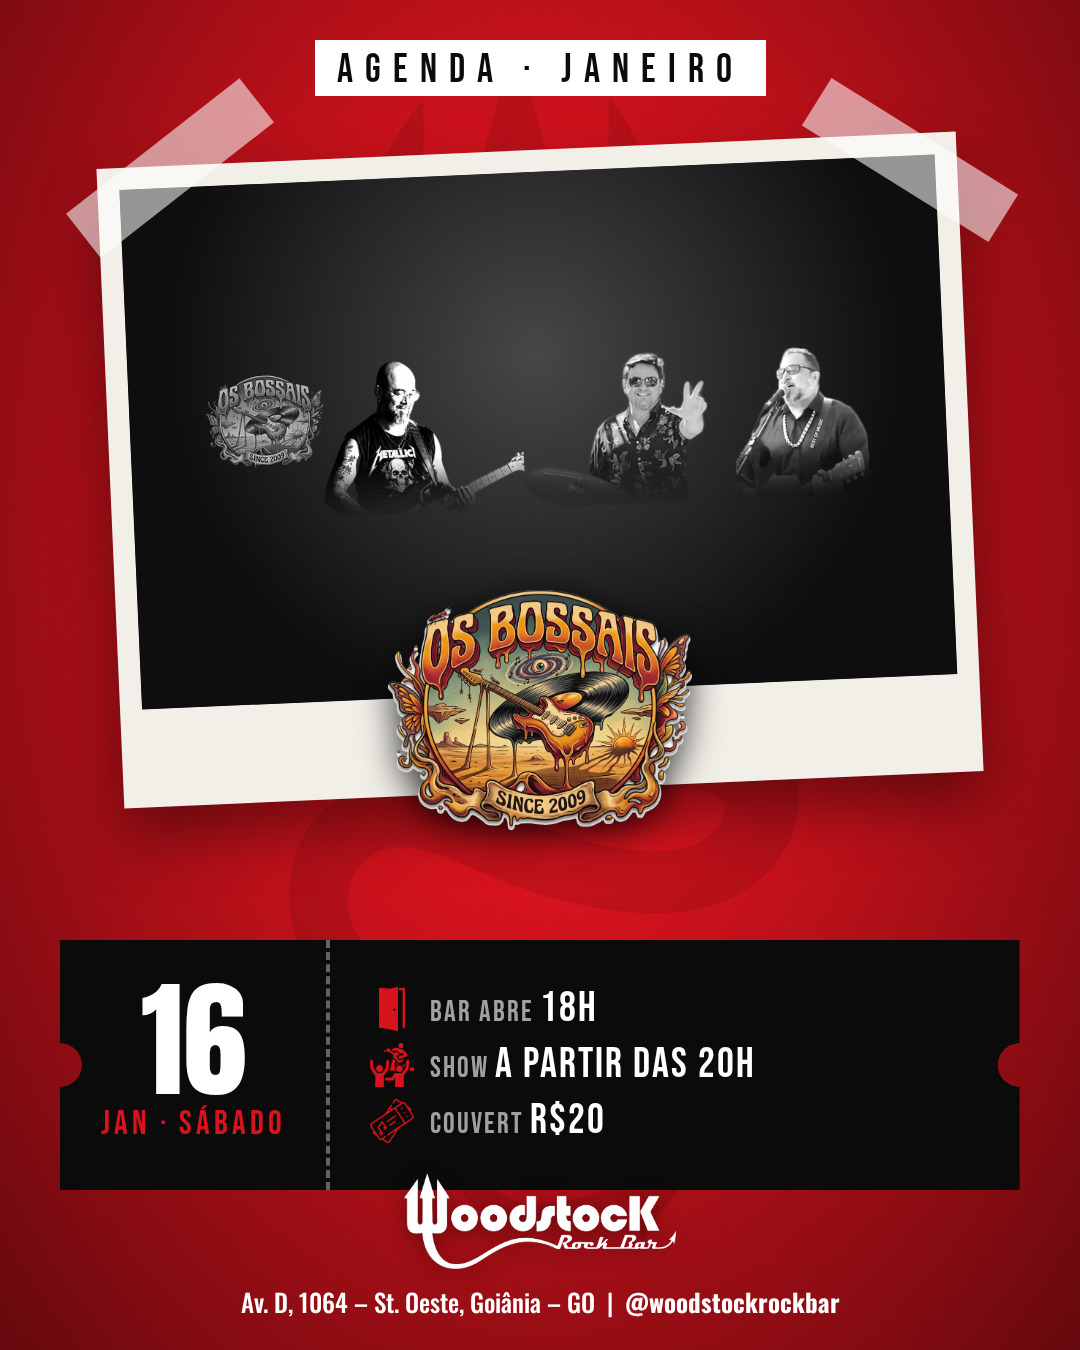 AGENDA · JANEIRO
OS BOSSAIS
SINCE 2009
METALLICA
OS BOSSAIS
SINCE 2009
16
JAN · SÁBADO
BAR ABRE 18H
SHOW A PARTIR DAS 20H
COUVERT R$20
Woodstock
Rock Bar
Av. D, 1064 – St. Oeste, Goiânia – GO | @woodstockrockbar